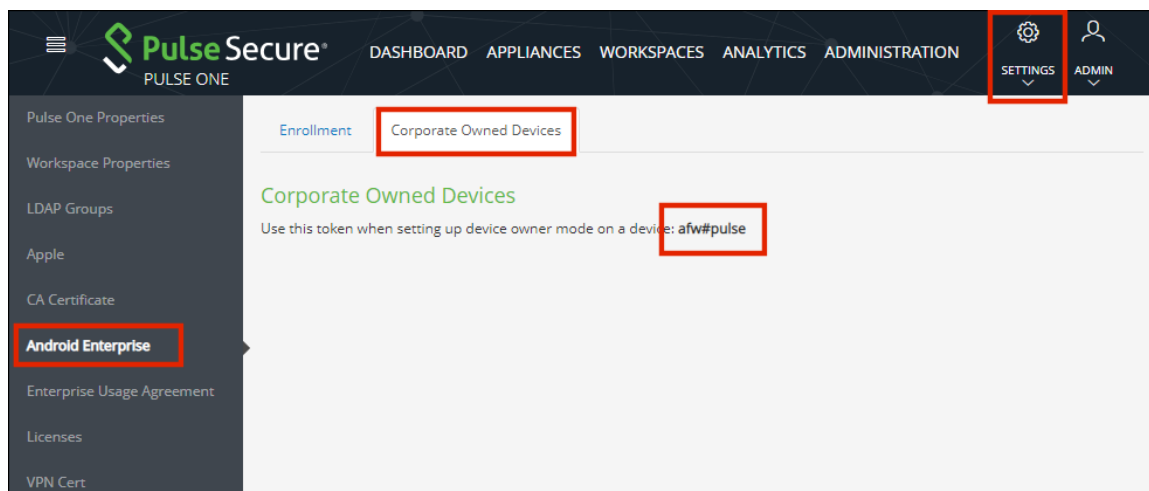 Pulse Secure®
PULSE ONE
DASHBOARD APPLIANCES WORKSPACES ANALYTICS ADMINISTRATION
SETTINGS
ADMIN
Pulse One Properties
Workspace Properties
LDAP Groups
Apple
CA Certificate
Android Enterprise
Enterprise Usage Agreement
Licenses
VPN Cert
Enrollment
Corporate Owned Devices
Corporate Owned Devices
Use this token when setting up device owner mode on a device: afw#pulse